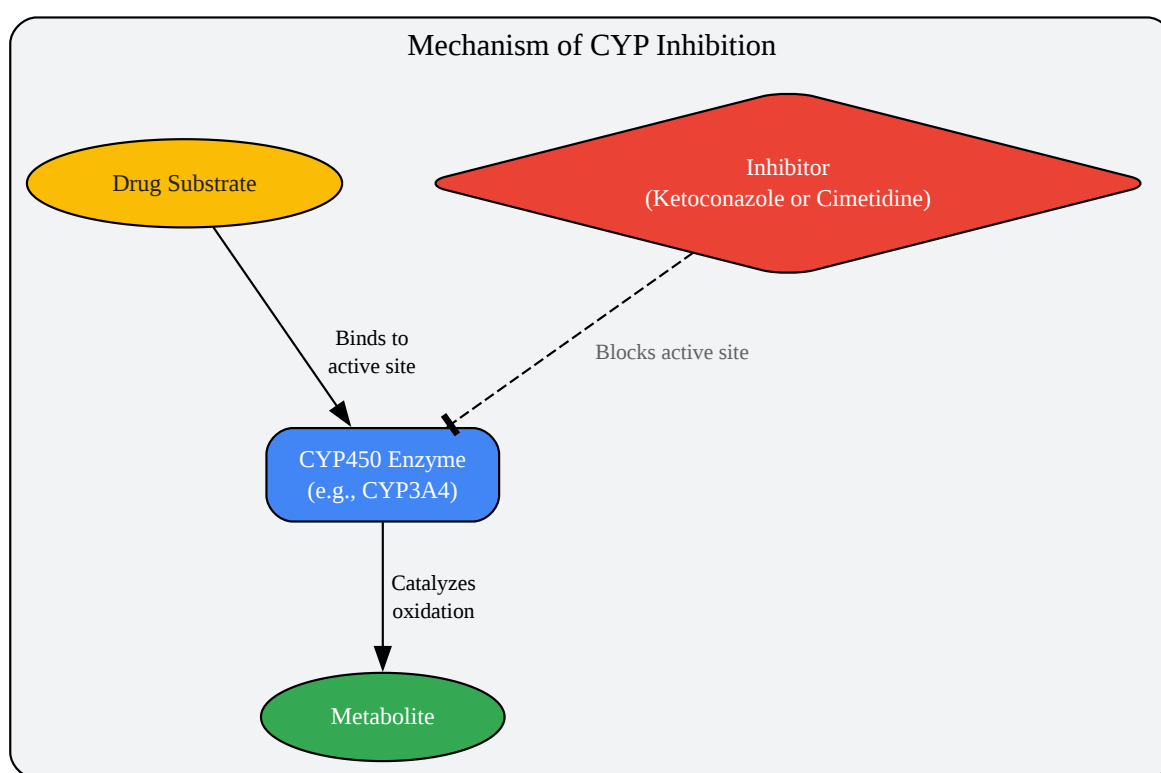 Mechanism of CYP Inhibition
Drug Substrate
Inhibitor
(Ketoconazole or Cimetidine)
Binds to
active site
Blocks active site
CYP450 Enzyme
(e.g., CYP3A4)
Catalyzes
oxidation
Metabolite